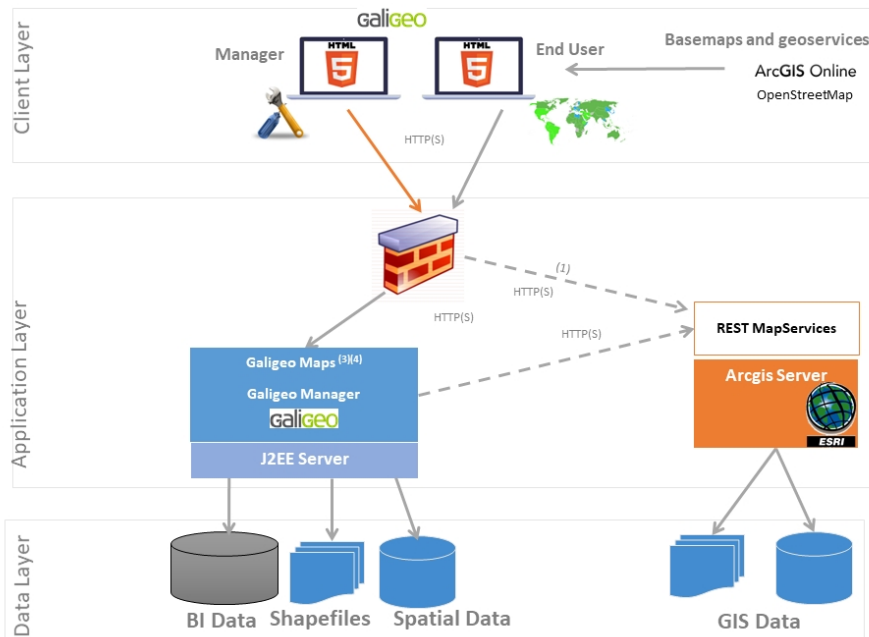 Client Layer
galigeo
Manager
HTML
5
HTML
5
End User
Basemaps and geoservices
ArcGIS Online
OpenStreetMap
HTTP(S)
Application Layer
(1)
HTTP(S)
HTTP(S)
HTTP(S)
REST MapServices
Galigeo Maps (3)(4)
Galigeo Manager
galigeo
J2EE Server
Arcgis Server
ESRI
Data Layer
BI Data
Shapefiles
Spatial Data
GIS Data